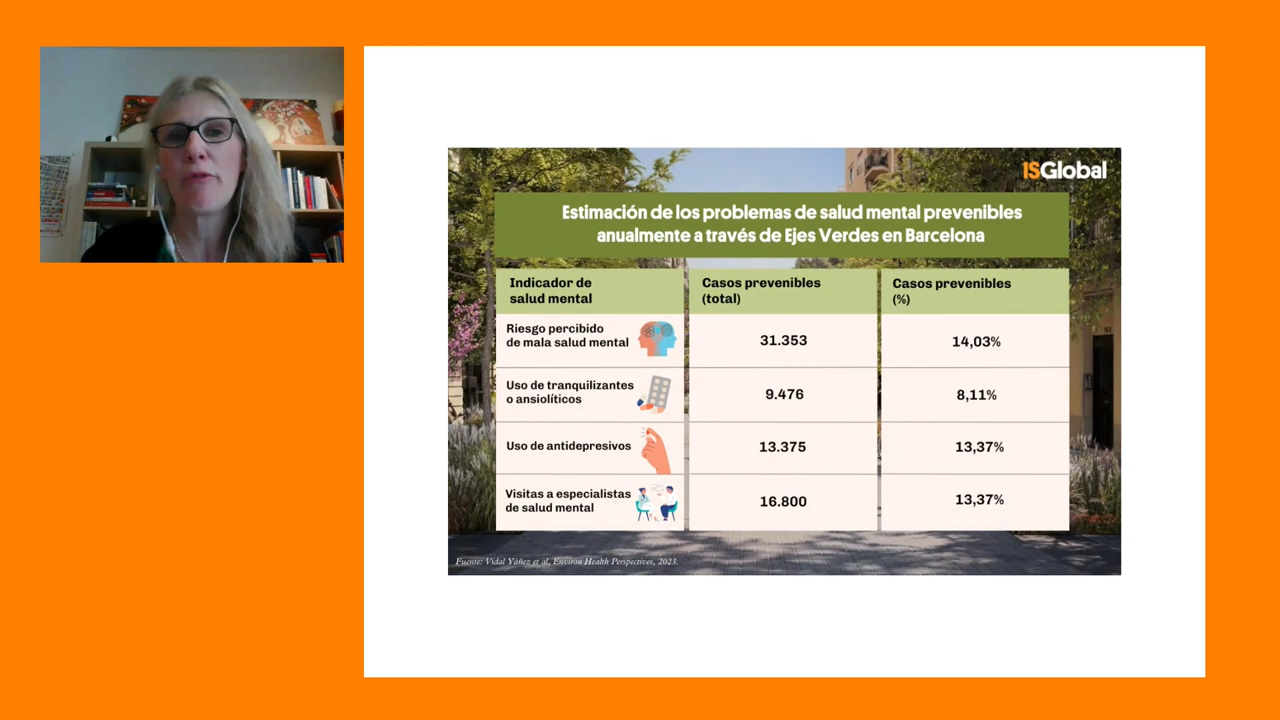 ISGlobal
Estimación de los problemas de salud mental prevenibles
anualmente a través de Ejes Verdes en Barcelona
Indicador de
salud mental
Casos prevenibles
(total)
Casos prevenibles
(%)
Riesgo percibido
de mala salud mental
31.353
14,03%
Uso de tranquilizantes
o ansiolíticos
9.476
8,11%
Uso de antidepresivos
13.375
13,37%
Visitas a especialistas
de salud mental
16.800
13,37%
Fuente: Vidal Yáñez et al, Environ Health Perspectives, 2023.